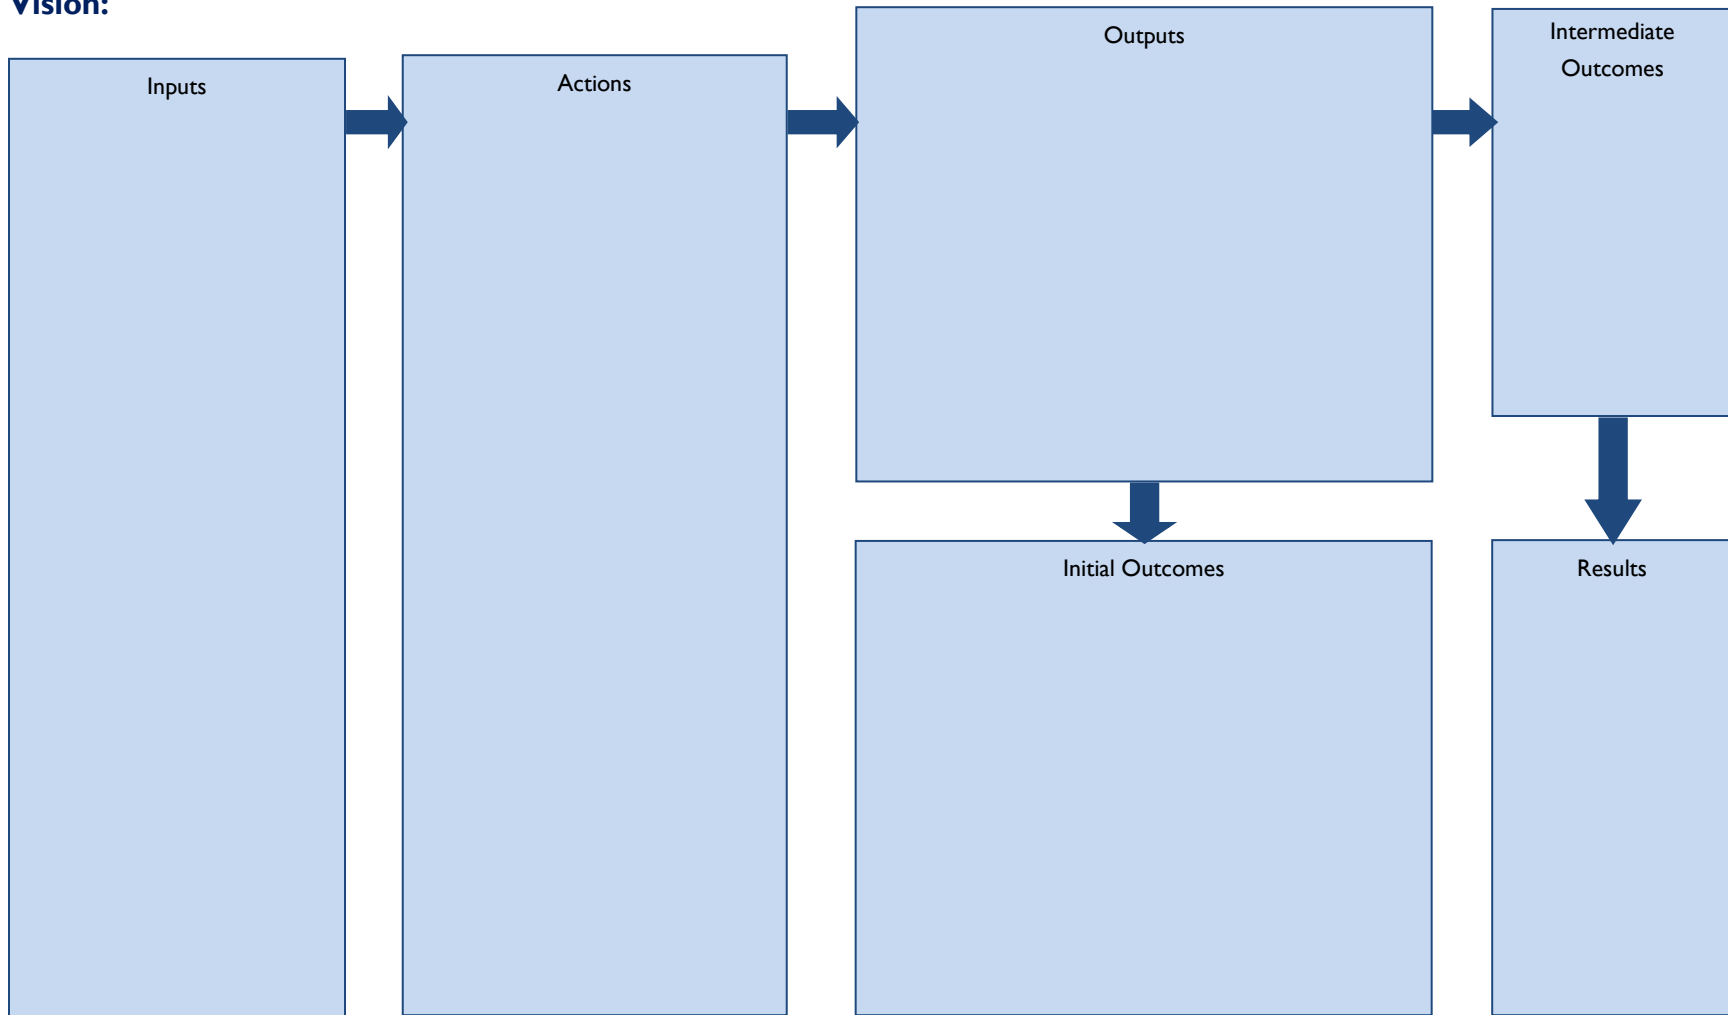 Vision:
Inputs
Actions
Outputs
Intermediate
Outcomes
Initial Outcomes
Results